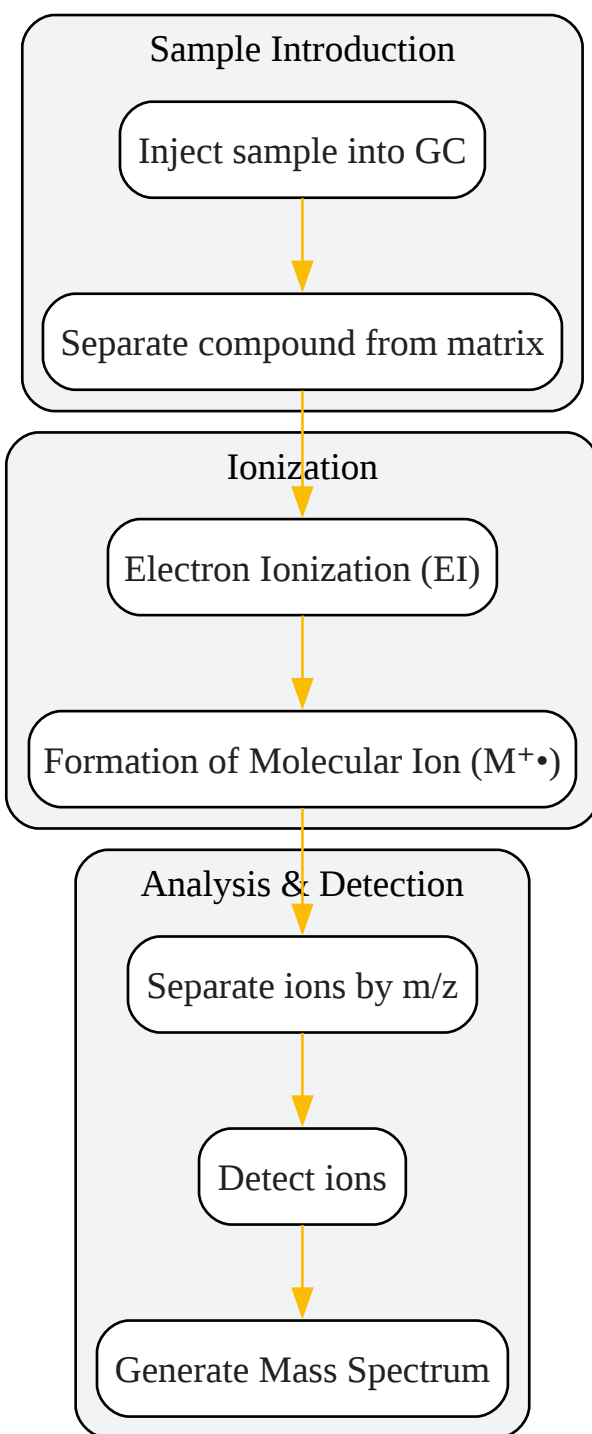 Sample Introduction
Inject sample into GC
Separate compound from matrix
Ionization
Electron Ionization (EI)
Formation of Molecular Ion (M⁺•)
Analysis & Detection
Separate ions by m/z
Detect ions
Generate Mass Spectrum